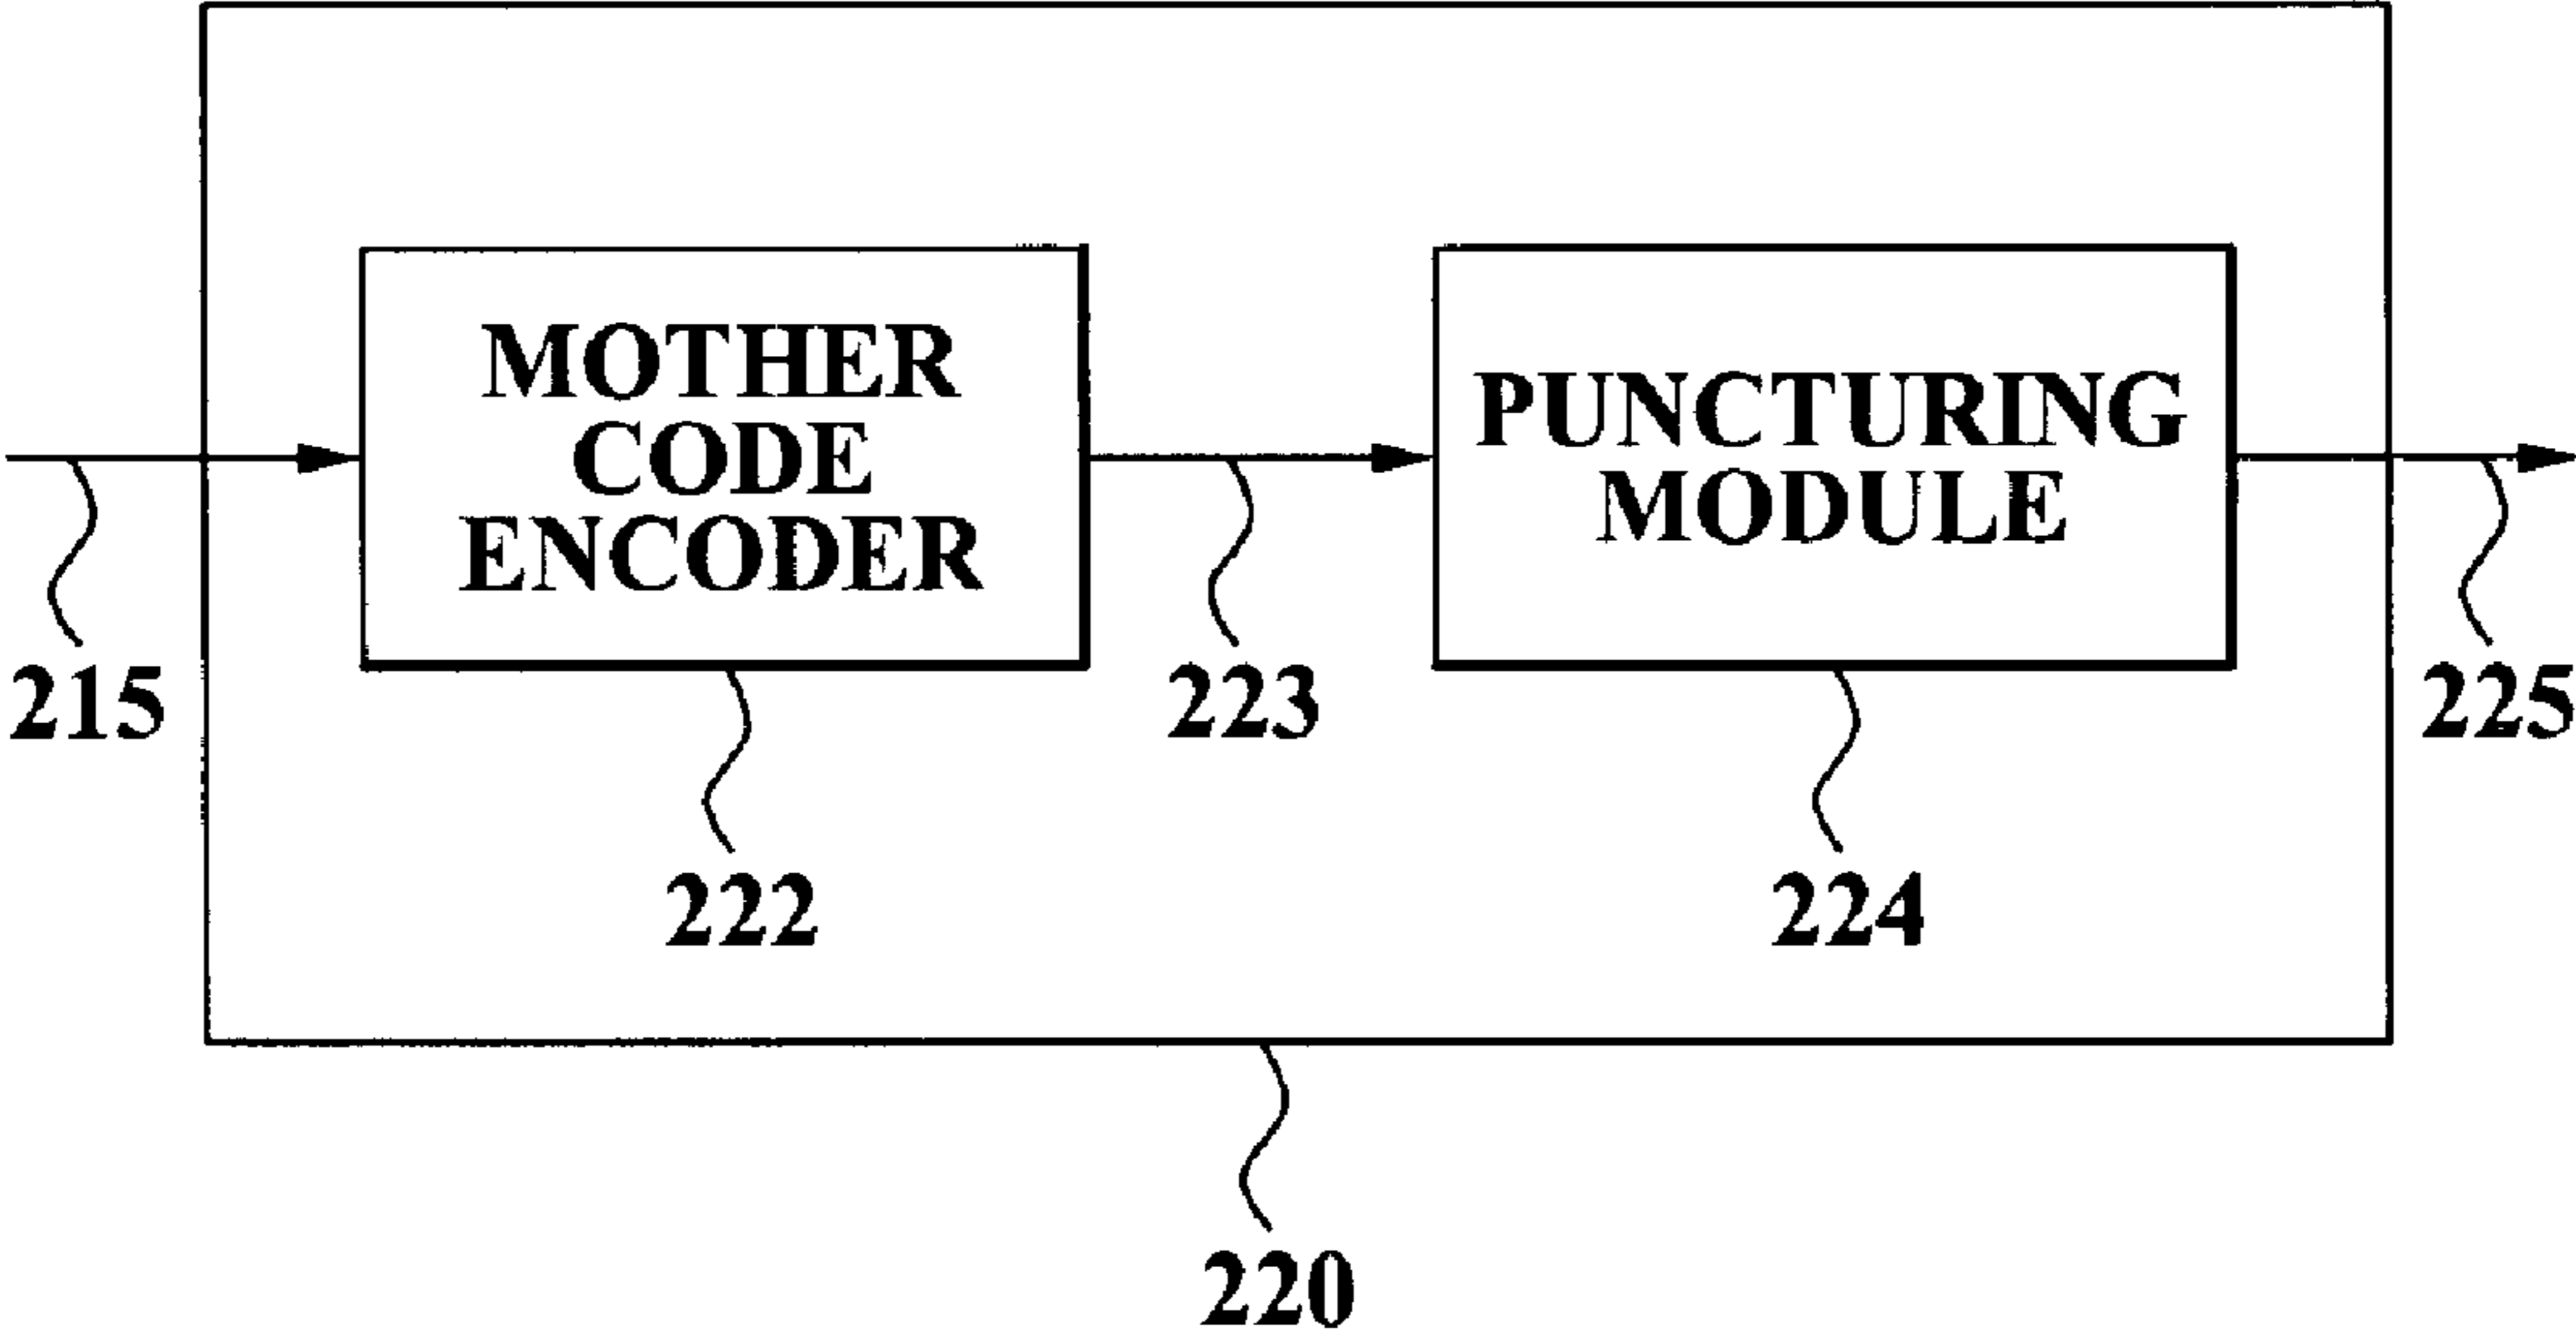 MOTHER
CODE
ENCODER
PUNCTURING
MODULE
215
223
225
222
224
220